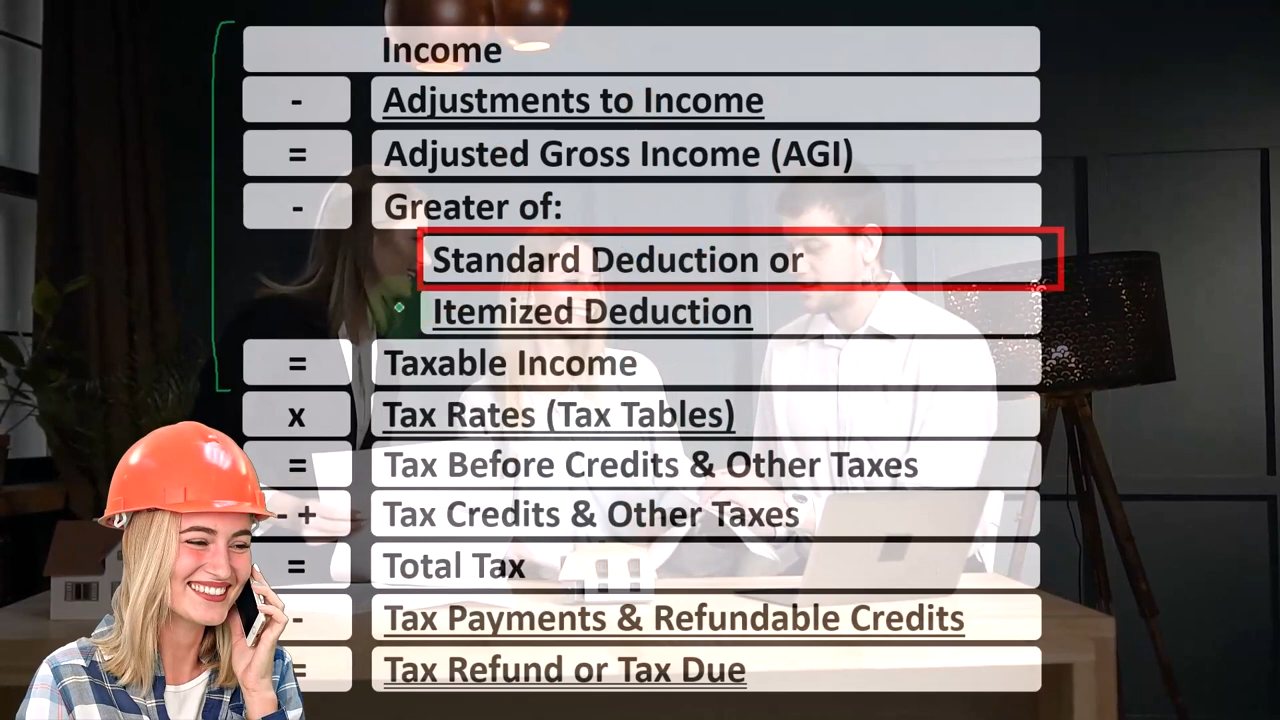 Income
- Adjustments to Income
= Adjusted Gross Income (AGI)
- Greater of:
Standard Deduction or
Itemized Deduction
= Taxable Income
x Tax Rates (Tax Tables)
= Tax Before Credits & Other Taxes
- + Tax Credits & Other Taxes
= Total Tax
- Tax Payments & Refundable Credits
= Tax Refund or Tax Due